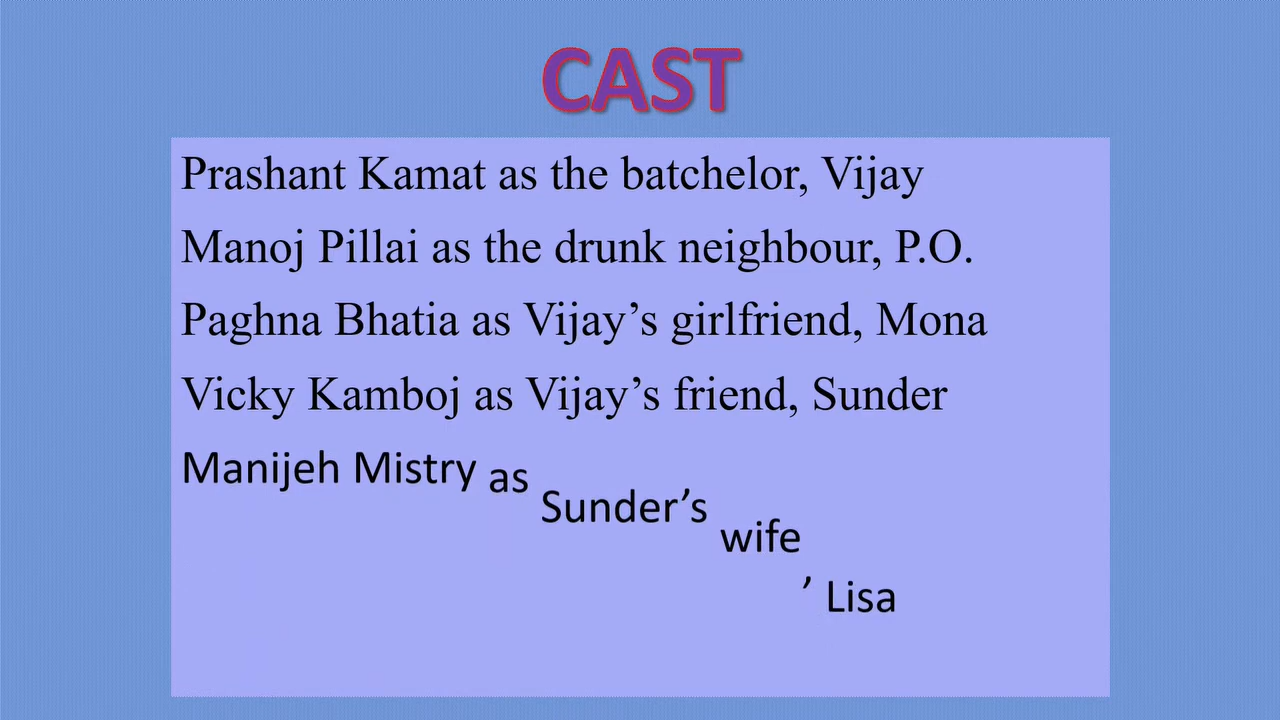 CAST
Prashant Kamat as the batchelor, Vijay
Manoj Pillai as the drunk neighbour, P.O.
Paghna Bhatia as Vijay’s girlfriend, Mona
Vicky Kamboj as Vijay’s friend, Sunder
Manijeh Mistry as Sunder’s wife, Lisa